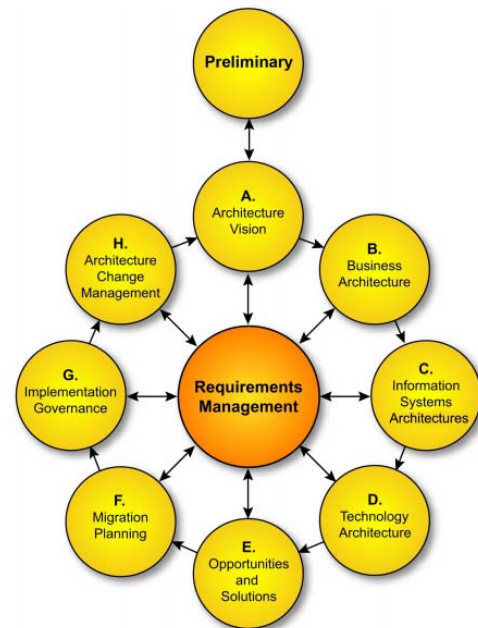 Preliminary
A.
Architecture
Vision
B.
Business
Architecture
C.
Information
Systems
Architectures
D.
Technology
Architecture
E.
Opportunities
and
Solutions
F.
Migration
Planning
G.
Implementation
Governance
H.
Architecture
Change
Management
Requirements
Management